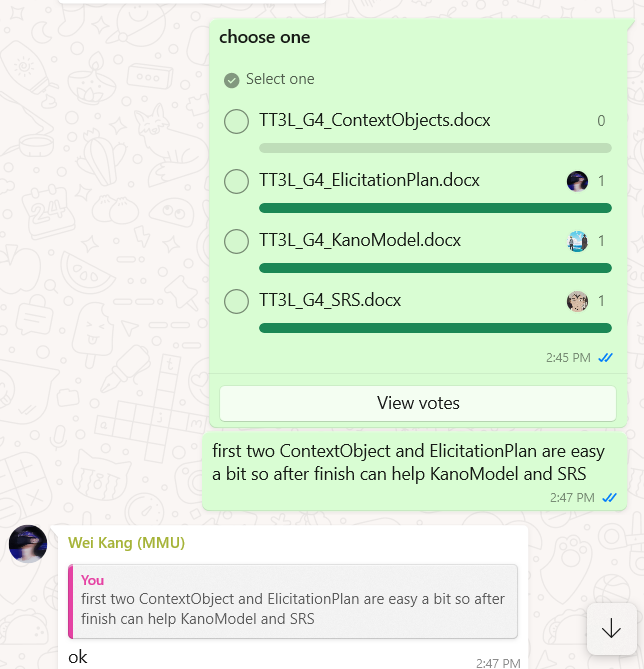 choose one
Select one
TT3L_G4_ContextObjects.docx 0
TT3L_G4_ElicitationPlan.docx 1
TT3L_G4_KanoModel.docx 1
TT3L_G4_SRS.docx 1
2:45 PM
View votes
first two ContextObject and ElicitationPlan are easy
a bit so after finish can help KanoModel and SRS
2:47 PM
Wei Kang (MMU)
You
first two ContextObject and ElicitationPlan are easy a bit so after
finish can help KanoModel and SRS
ok
2:47 PM